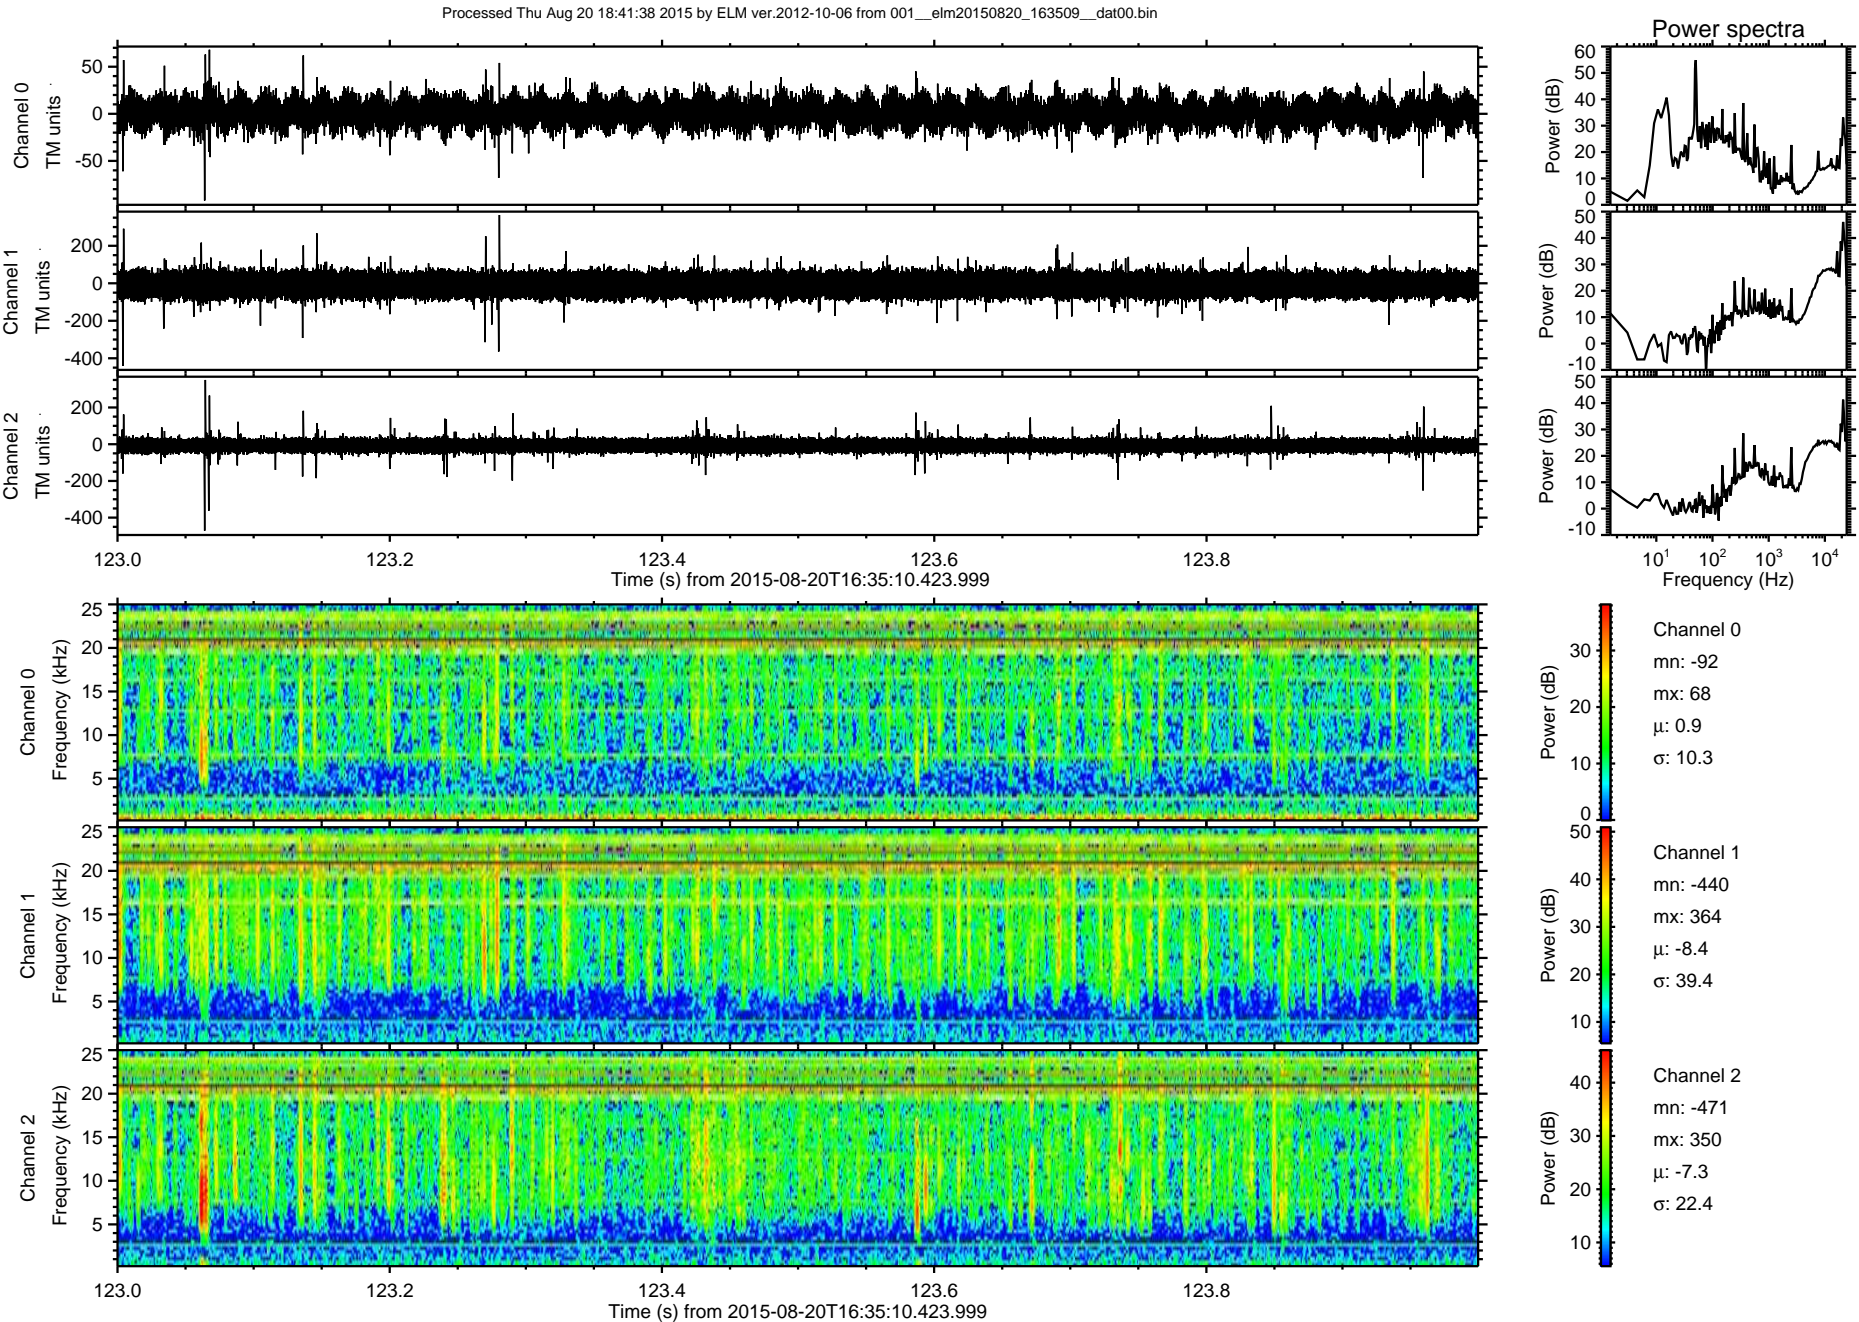 Processed Thu Aug 20 18:41:38 2015 by ELM ver.2012-10-06 from 001__elm20150820_163509__dat00.bin
Power spectra
Channel 0
TM units
50
0
-50
Power (dB)
60
50
40
30
20
10
0
Channel 1
TM units
200
0
-200
-400
Power (dB)
50
40
30
20
10
0
-10
Channel 2
TM units
200
0
-200
-400
Power (dB)
50
40
30
20
10
0
-10
123.0
123.2
123.4
123.6
123.8
Time (s) from 2015-08-20T16:35:10.423.999
10^1
10^2
10^3
10^4
Frequency (Hz)
Channel 0
Frequency (kHz)
25
20
15
10
5
Power (dB)
30
20
10
0
Channel 0
mn: -92
mx: 68
μ: 0.9
σ: 10.3
Channel 1
Frequency (kHz)
25
20
15
10
5
Power (dB)
50
40
30
20
10
Channel 1
mn: -440
mx: 364
μ: -8.4
σ: 39.4
Channel 2
Frequency (kHz)
25
20
15
10
5
Power (dB)
40
30
20
10
Channel 2
mn: -471
mx: 350
μ: -7.3
σ: 22.4
123.0
123.2
123.4
123.6
123.8
Time (s) from 2015-08-20T16:35:10.423.999